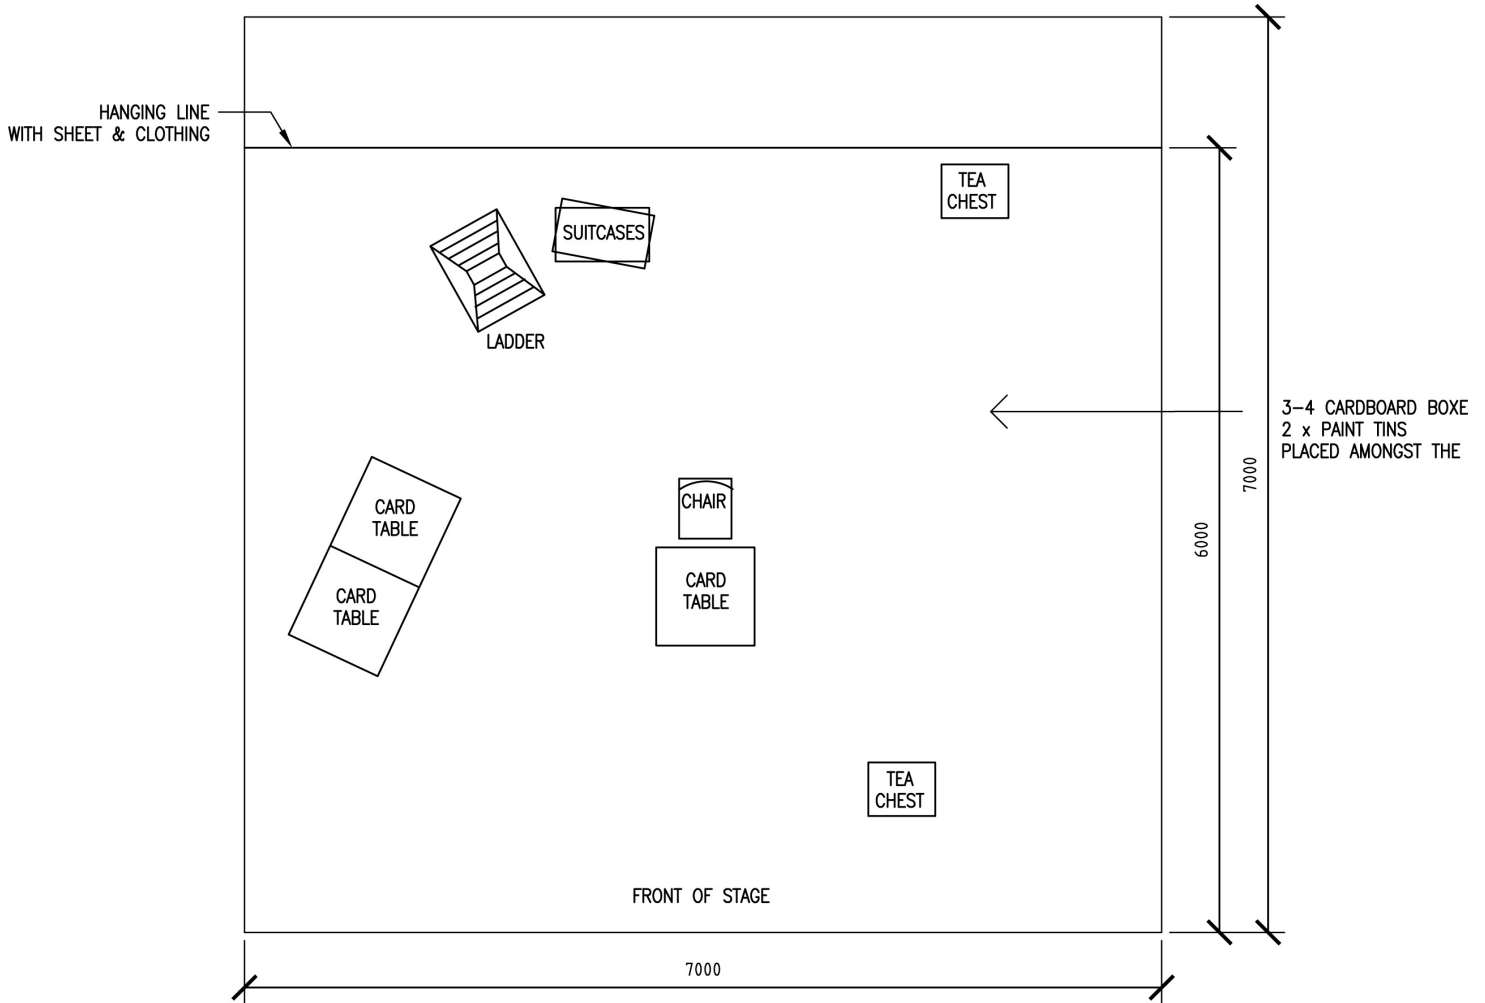 HANGING LINE
WITH SHEET & CLOTHING
TEA
CHEST
SUITCASES
LADDER
3-4 CARDBOARD BOXE
2 x PAINT TINS
PLACED AMONGST THE
7000
6000
CARD
TABLE
CARD
TABLE
CHAIR
CARD
TABLE
TEA
CHEST
FRONT OF STAGE
7000